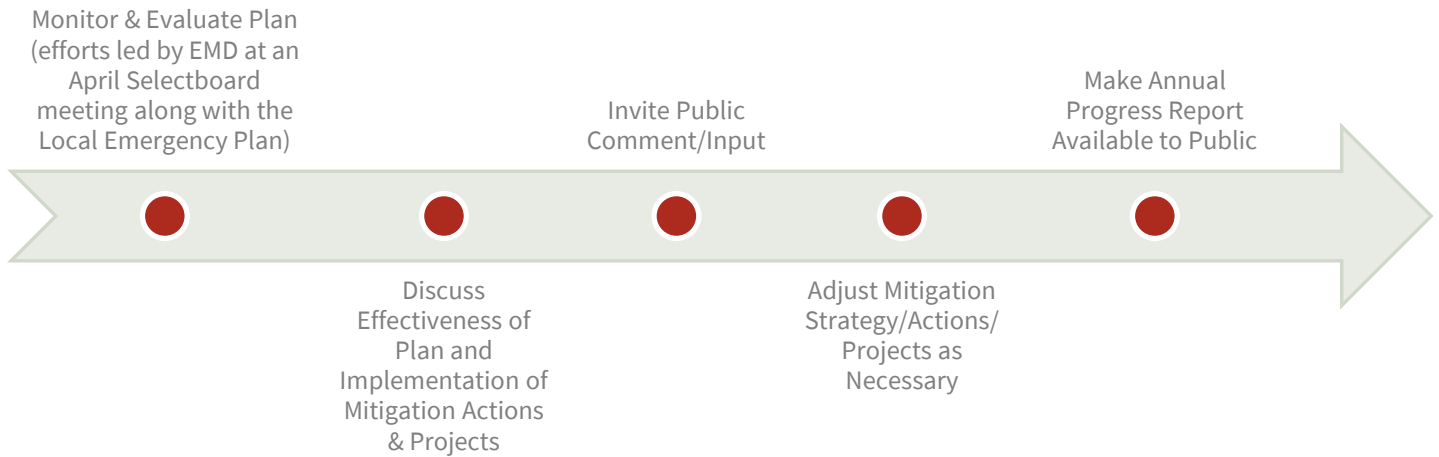 Monitor & Evaluate Plan
(efforts led by EMD at an
April Selectboard
meeting along with the
Local Emergency Plan)
Discuss
Effectiveness of
Plan and
Implementation of
Mitigation Actions
& Projects
Invite Public
Comment/Input
Adjust Mitigation
Strategy/Actions/
Projects as
Necessary
Make Annual
Progress Report
Available to Public